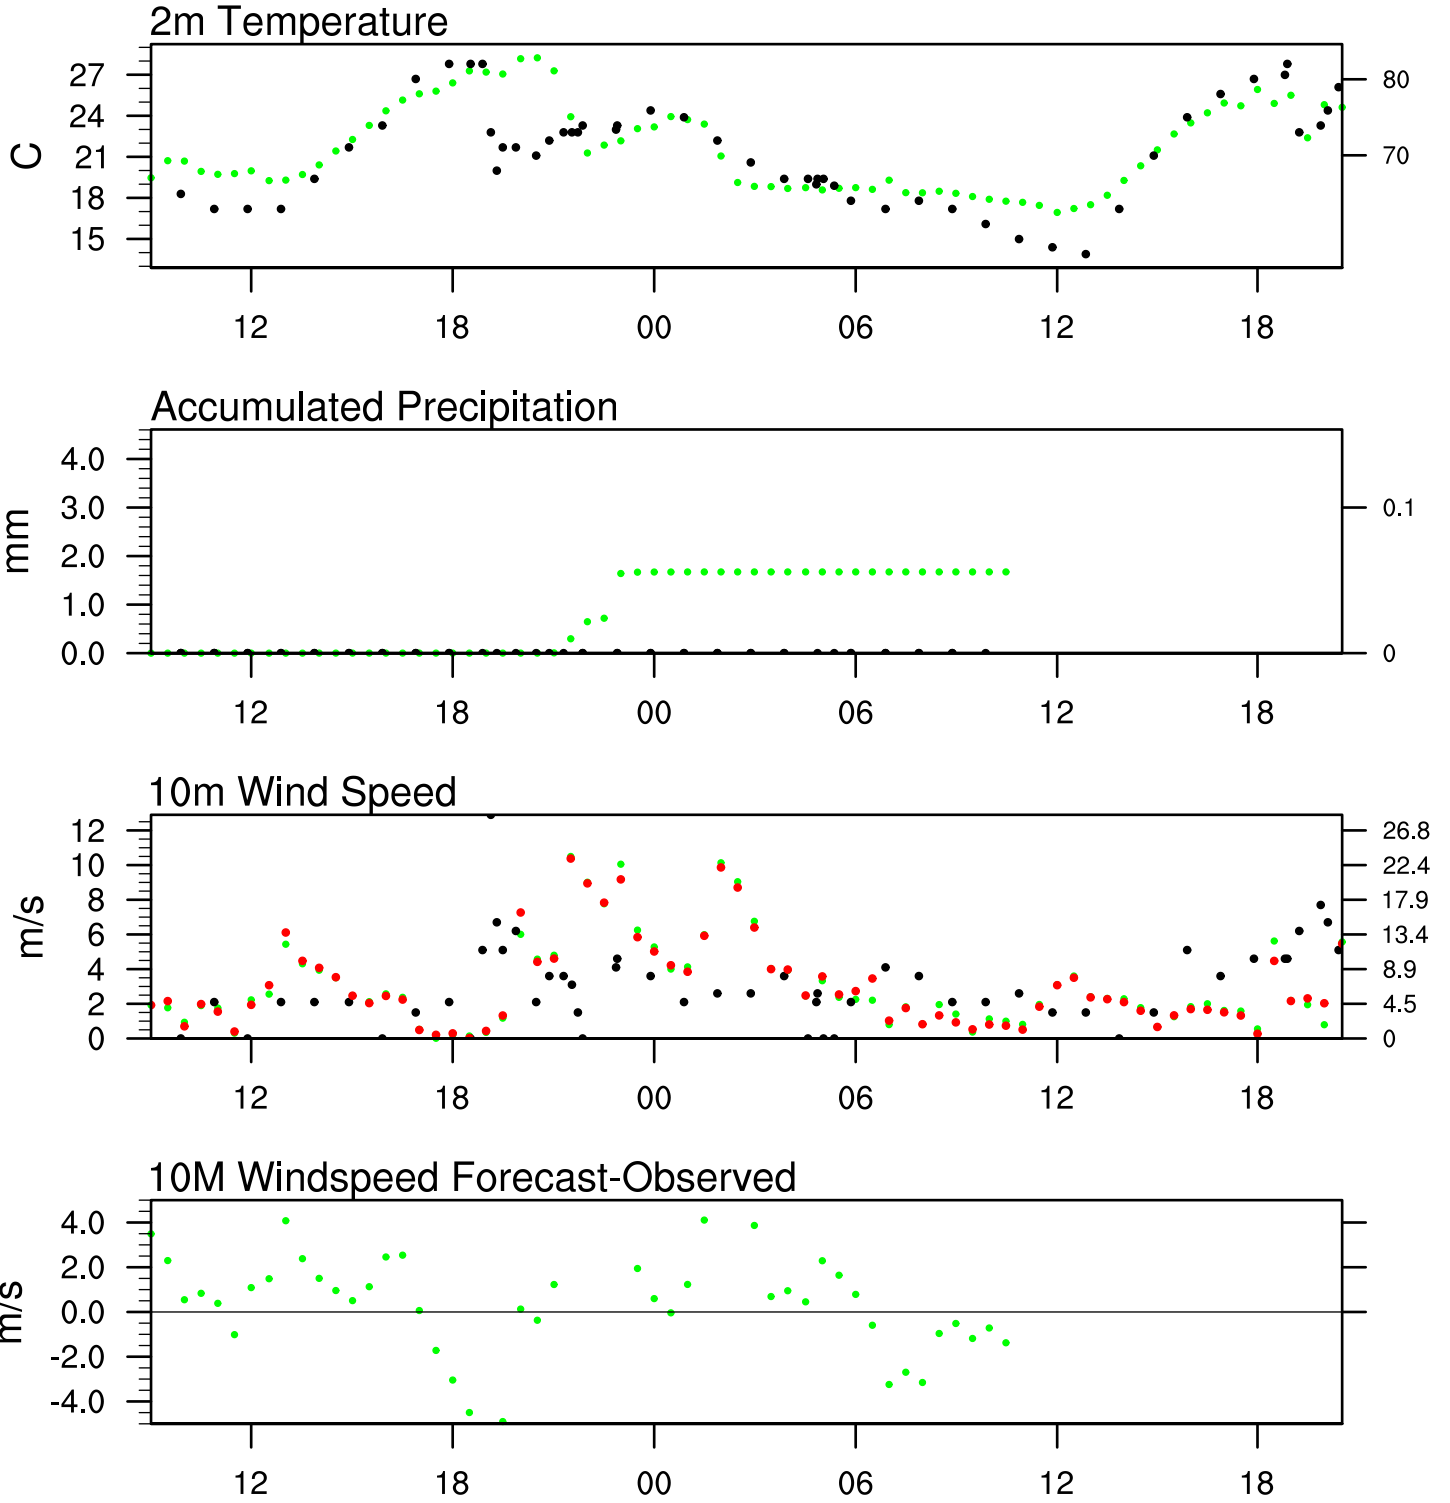 2m Temperature
27
24
21
18
15
C
80
70
12 18 00 06 12 18
Accumulated Precipitation
4.0
3.0
2.0
1.0
0.0
mm
0.1
0
12 18 00 06 12 18
10m Wind Speed
12
10
8
6
4
2
0
m/s
26.8
22.4
17.9
13.4
8.9
4.5
0
12 18 00 06 12 18
10M Windspeed Forecast-Observed
4.0
2.0
0.0
-2.0
-4.0
m/s
12 18 00 06 12 18